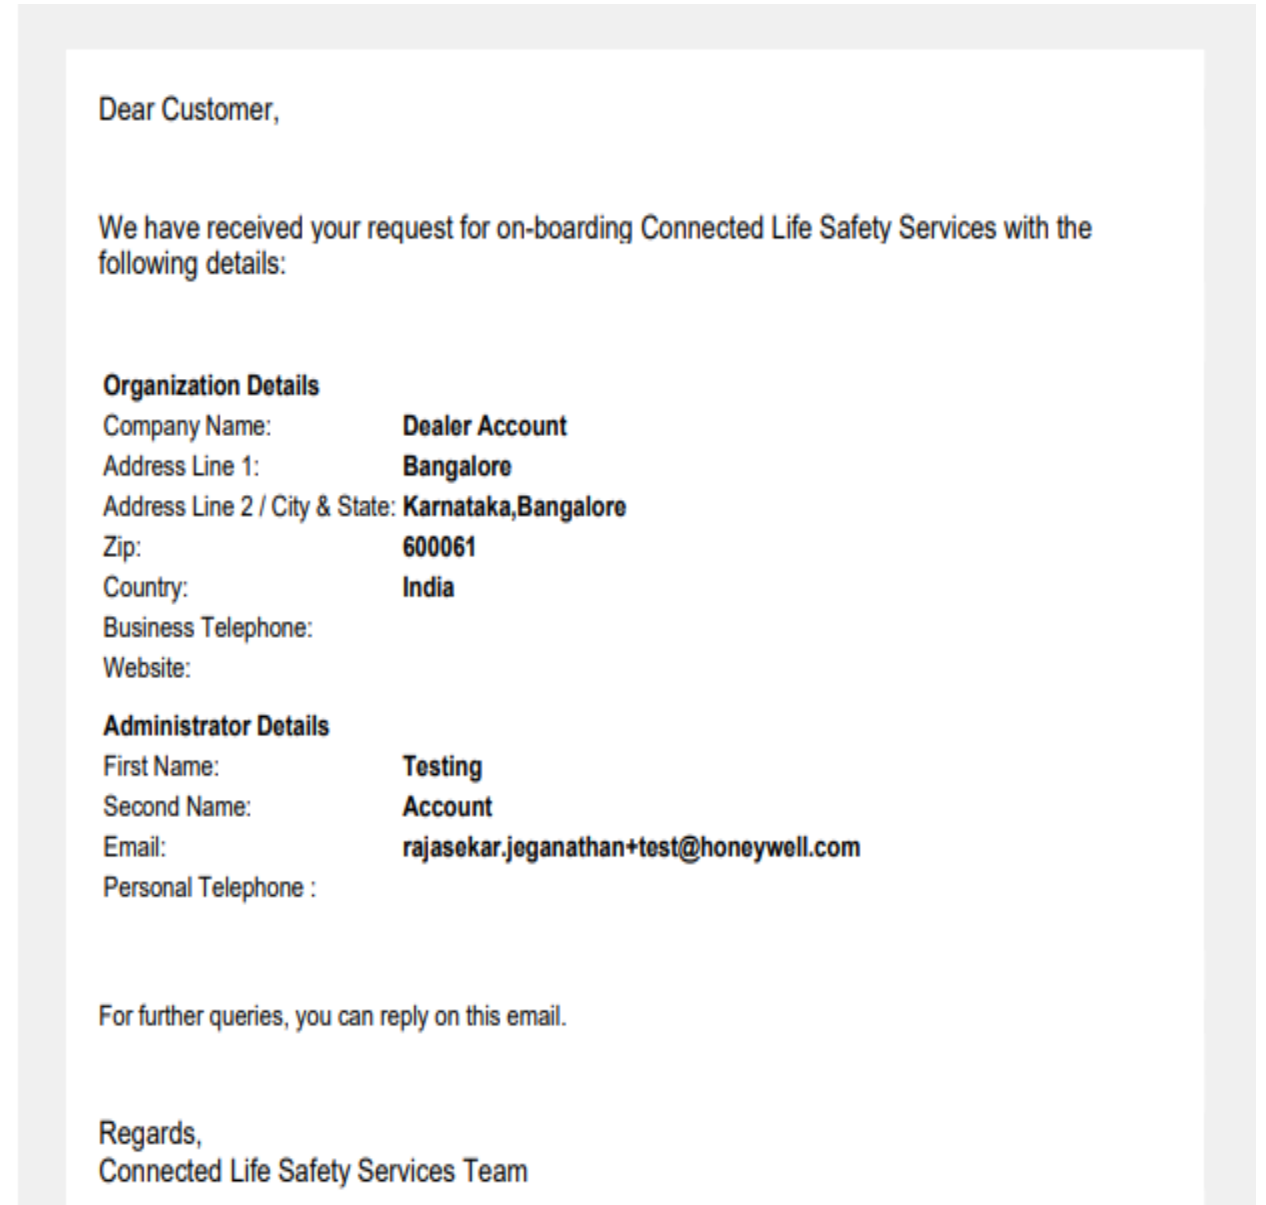 Dear Customer,
We have received your request for on-boarding Connected Life Safety Services with the
following details:
Organization Details
Company Name: Dealer Account
Address Line 1: Bangalore
Address Line 2 / City & State: Karnataka,Bangalore
Zip: 600061
Country: India
Business Telephone:
Website:
Administrator Details
First Name: Testing
Second Name: Account
Email: rajasekar.jeganathan+test@honeywell.com
Personal Telephone :
For further queries, you can reply on this email.
Regards,
Connected Life Safety Services Team